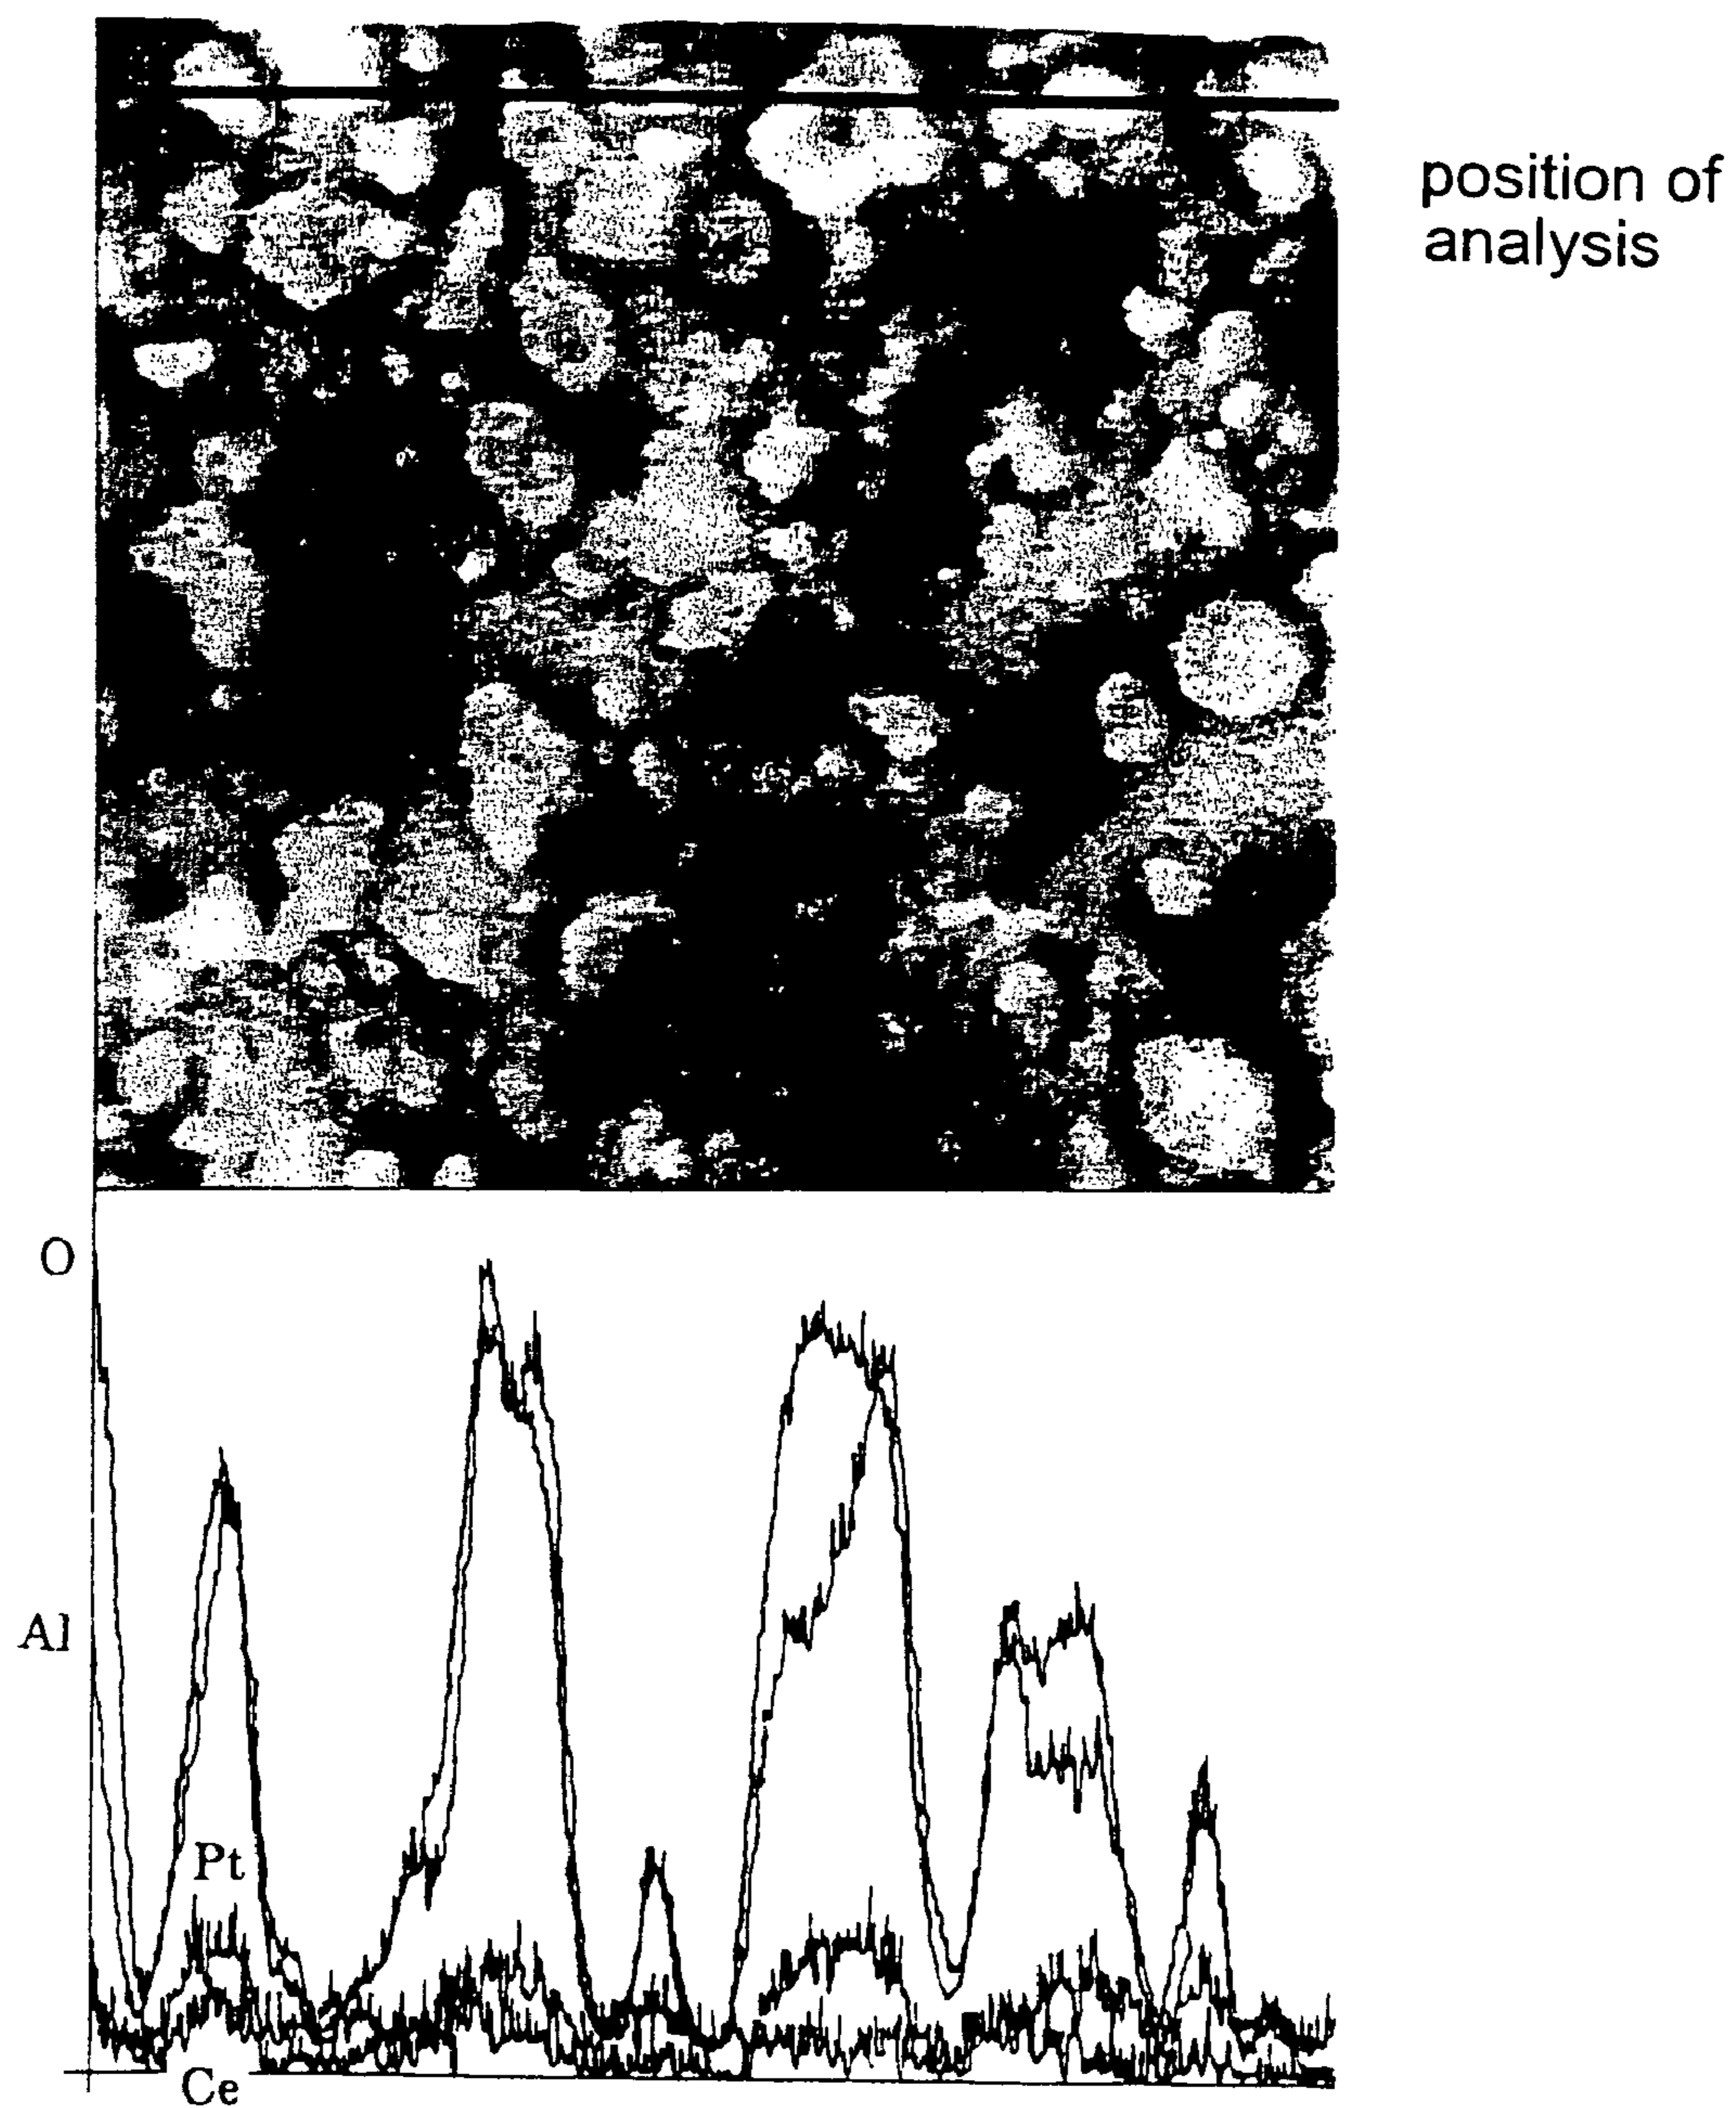 position of
analysis
O
Al
Pt
Ce